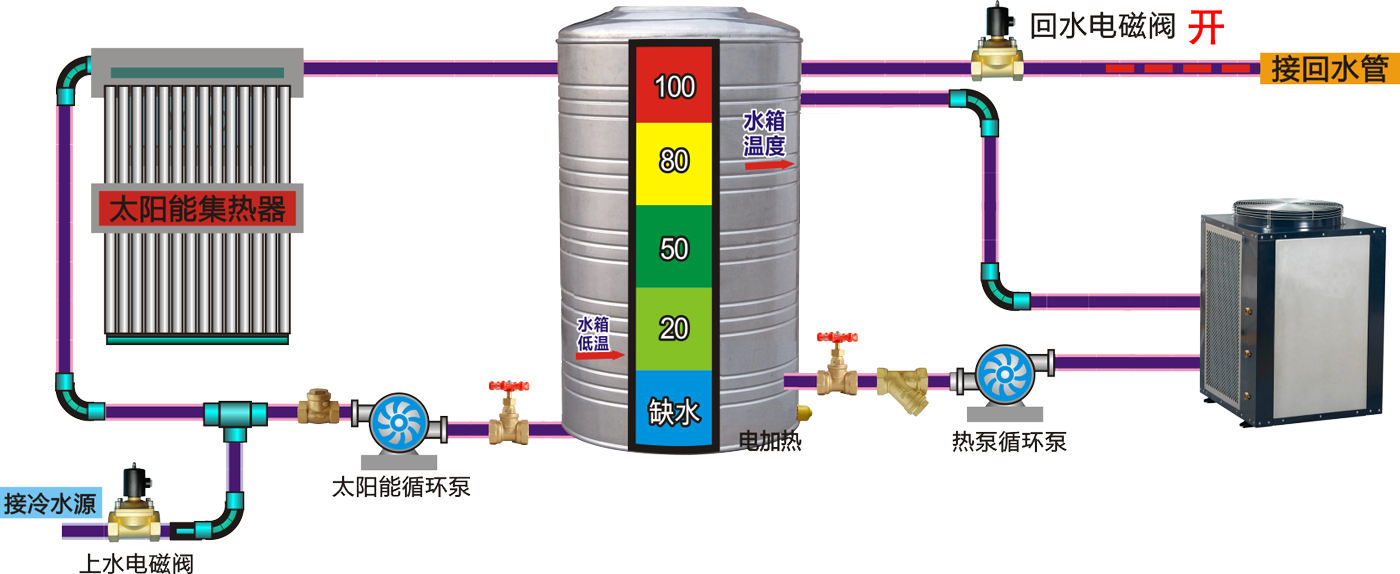 回水电磁阀 开
接回水管
100
80
水箱
温度
太阳能集热器
50
水箱
低温
20
缺水
电加热
热泵循环泵
太阳能循环泵
接冷水源
上水电磁阀